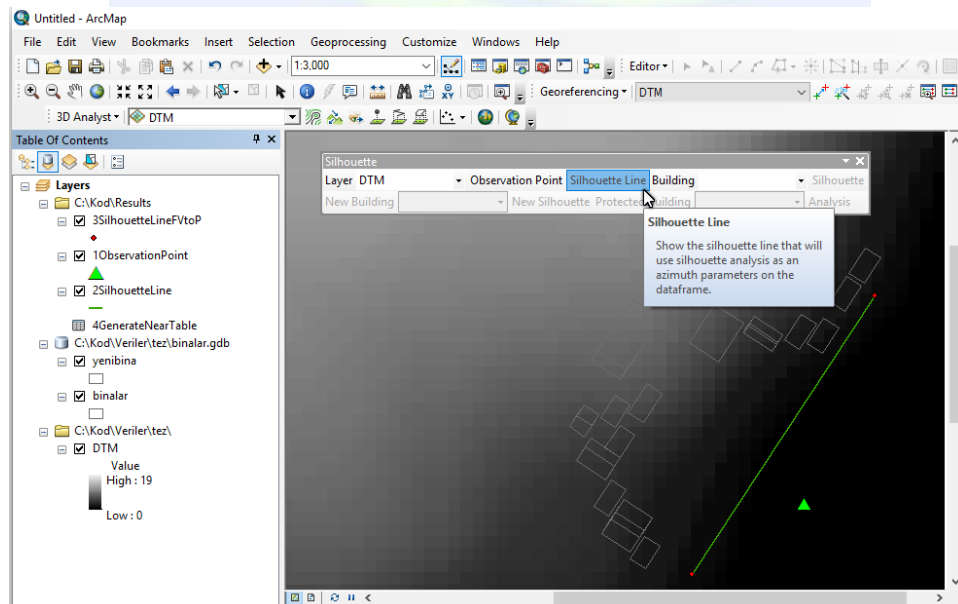 Untitled - ArcMap
File Edit View Bookmarks Insert Selection Geoprocessing Customize Windows Help
1:3,000
Editor
Georeferencing DTM
3D Analyst DTM
Table Of Contents
Layers
C:\Kod\Results
3SilhouetteLineFVtoP
1ObservationPoint
2SilhouetteLine
4GenerateNearTable
C:\Kod\Veriler\tez\binalar.gdb
yenibina
binalar
C:\Kod\Veriler\tez\
DTM
Value
High : 19
Low : 0
Silhouette
Layer DTM Observation Point Silhouette Line Building Silhouette
New Building New Silhouette Protected Building Analysis
Silhouette Line
Show the silhouette line that will
use silhouette analysis as an
azimuth parameters on the
dataframe.